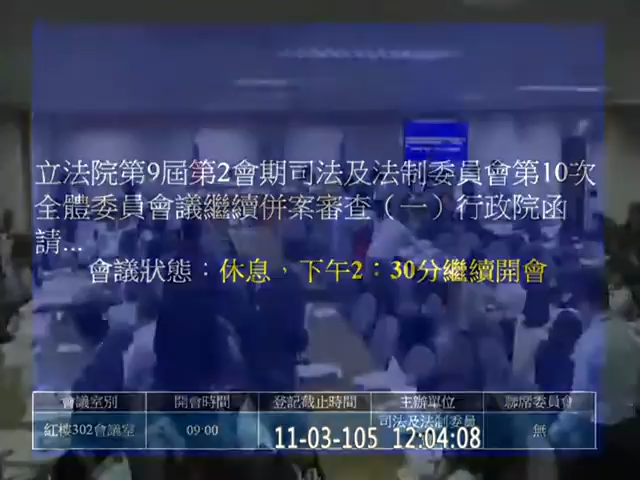 立法院第9屆第2會期司法及法制委員會第10次
全體委員會議繼續併案審查（一）行政院函
請...
會議狀態：休息，下午2：30分繼續開會
會議室別 開會時間 登記截止時間 主辦單位 聯席委員會
紅樓302會議室 09:00 司法及法制委員 無
11-03-105 12:04:08